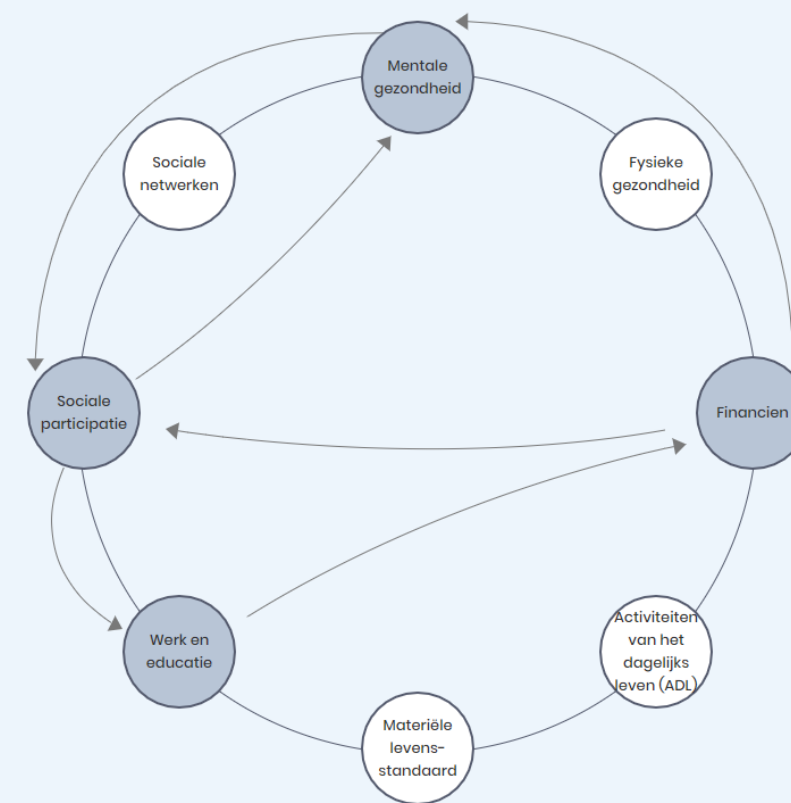 Mentale
gezondheid
Sociale
netwerken
Fysieke
gezondheid
Sociale
participatie
Financien
Werk en
educatie
Activiteiten
van het
dagelijks
leven (ADL)
Materiële
levens-
standaard